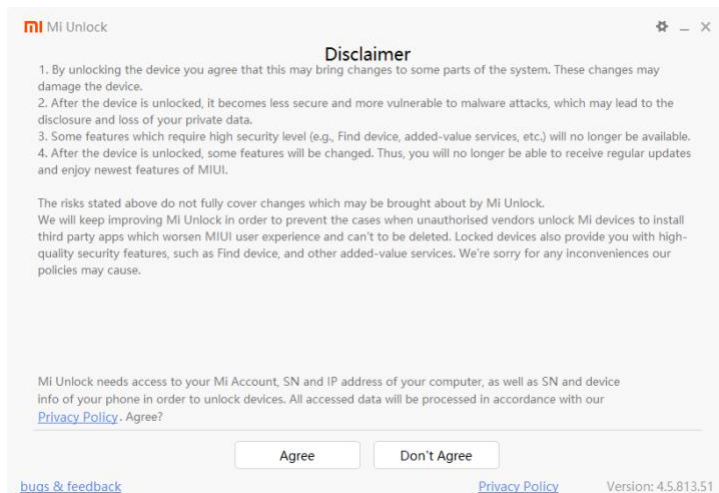 Mi Unlock
Disclaimer
1. By unlocking the device you agree that this may bring changes to some parts of the system. These changes may
damage the device.
2. After the device is unlocked, it becomes less secure and more vulnerable to malware attacks, which may lead to the
disclosure and loss of your private data.
3. Some features which require high security level (e.g., Find device, added-value services, etc.) will no longer be available.
4. After the device is unlocked, some features will be changed. Thus, you will no longer be able to receive regular updates
and enjoy newest features of MIUI.
The risks stated above do not fully cover changes which may be brought about by Mi Unlock.
We will keep improving Mi Unlock in order to prevent the cases when unauthorised vendors unlock Mi devices to install
third party apps which worsen MIUI user experience and can't to be deleted. Locked devices also provide you with high-
quality security features, such as Find device, and other added-value services. We're sorry for any inconveniences our
policies may cause.
Mi Unlock needs access to your Mi Account, SN and IP address of your computer, as well as SN and device
info of your phone in order to unlock devices. All accessed data will be processed in accordance with our
Privacy Policy. Agree?
Agree Don't Agree
bugs & feedback Privacy Policy Version: 4.5.813.51